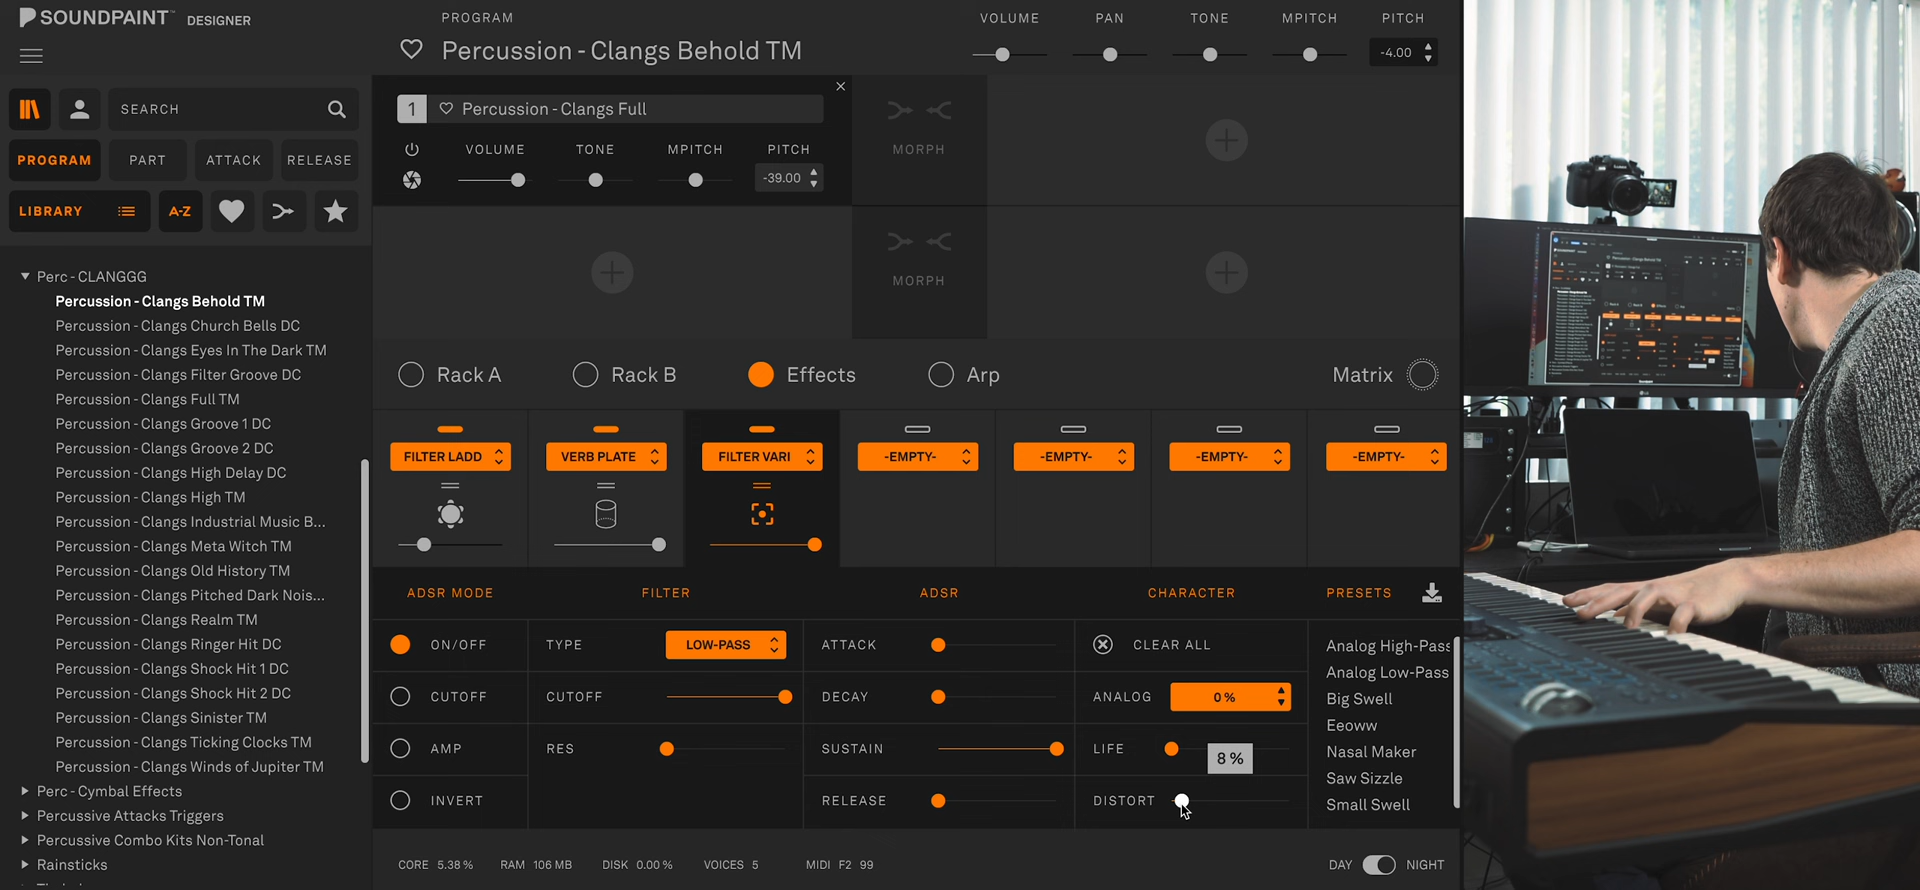 SOUNDPAINT™ DESIGNER
PROGRAM
Percussion - Clangs Behold TM
VOLUME PAN TONE MPITCH PITCH
-4.00
SEARCH
PROGRAM PART ATTACK RELEASE
LIBRARY A-Z
1 Percussion - Clangs Full
VOLUME TONE MPITCH PITCH
-39.00
MORPH
MORPH
Perc - CLANGGG
Percussion - Clangs Behold TM
Percussion - Clangs Church Bells DC
Percussion - Clangs Eyes In The Dark TM
Percussion - Clangs Filter Groove DC
Percussion - Clangs Full TM
Percussion - Clangs Groove 1 DC
Percussion - Clangs Groove 2 DC
Percussion - Clangs High Delay DC
Percussion - Clangs High TM
Percussion - Clangs Industrial Music B...
Percussion - Clangs Meta Witch TM
Percussion - Clangs Old History TM
Percussion - Clangs Pitched Dark Nois...
Percussion - Clangs Realm TM
Percussion - Clangs Ringer Hit DC
Percussion - Clangs Shock Hit 1 DC
Percussion - Clangs Shock Hit 2 DC
Percussion - Clangs Sinister TM
Percussion - Clangs Ticking Clocks TM
Percussion - Clangs Winds of Jupiter TM
Perc - Cymbal Effects
Percussive Attacks Triggers
Percussive Combo Kits Non-Tonal
Rainsticks
Rack A Rack B Effects Arp Matrix
FILTER LADD VERB PLATE FILTER VARI -EMPTY- -EMPTY- -EMPTY- -EMPTY-
ADSR MODE FILTER ADSR CHARACTER PRESETS
ON/OFF TYPE LOW-PASS ATTACK CLEAR ALL
CUTOFF CUTOFF DECAY ANALOG 0 %
AMP RES SUSTAIN LIFE 8 %
INVERT RELEASE DISTORT
Analog High-Pass
Analog Low-Pass
Big Swell
Eeoww
Nasal Maker
Saw Sizzle
Small Swell
CORE 5.38 % RAM 106 MB DISK 0.00 % VOICES 5 MIDI F2 99
DAY NIGHT